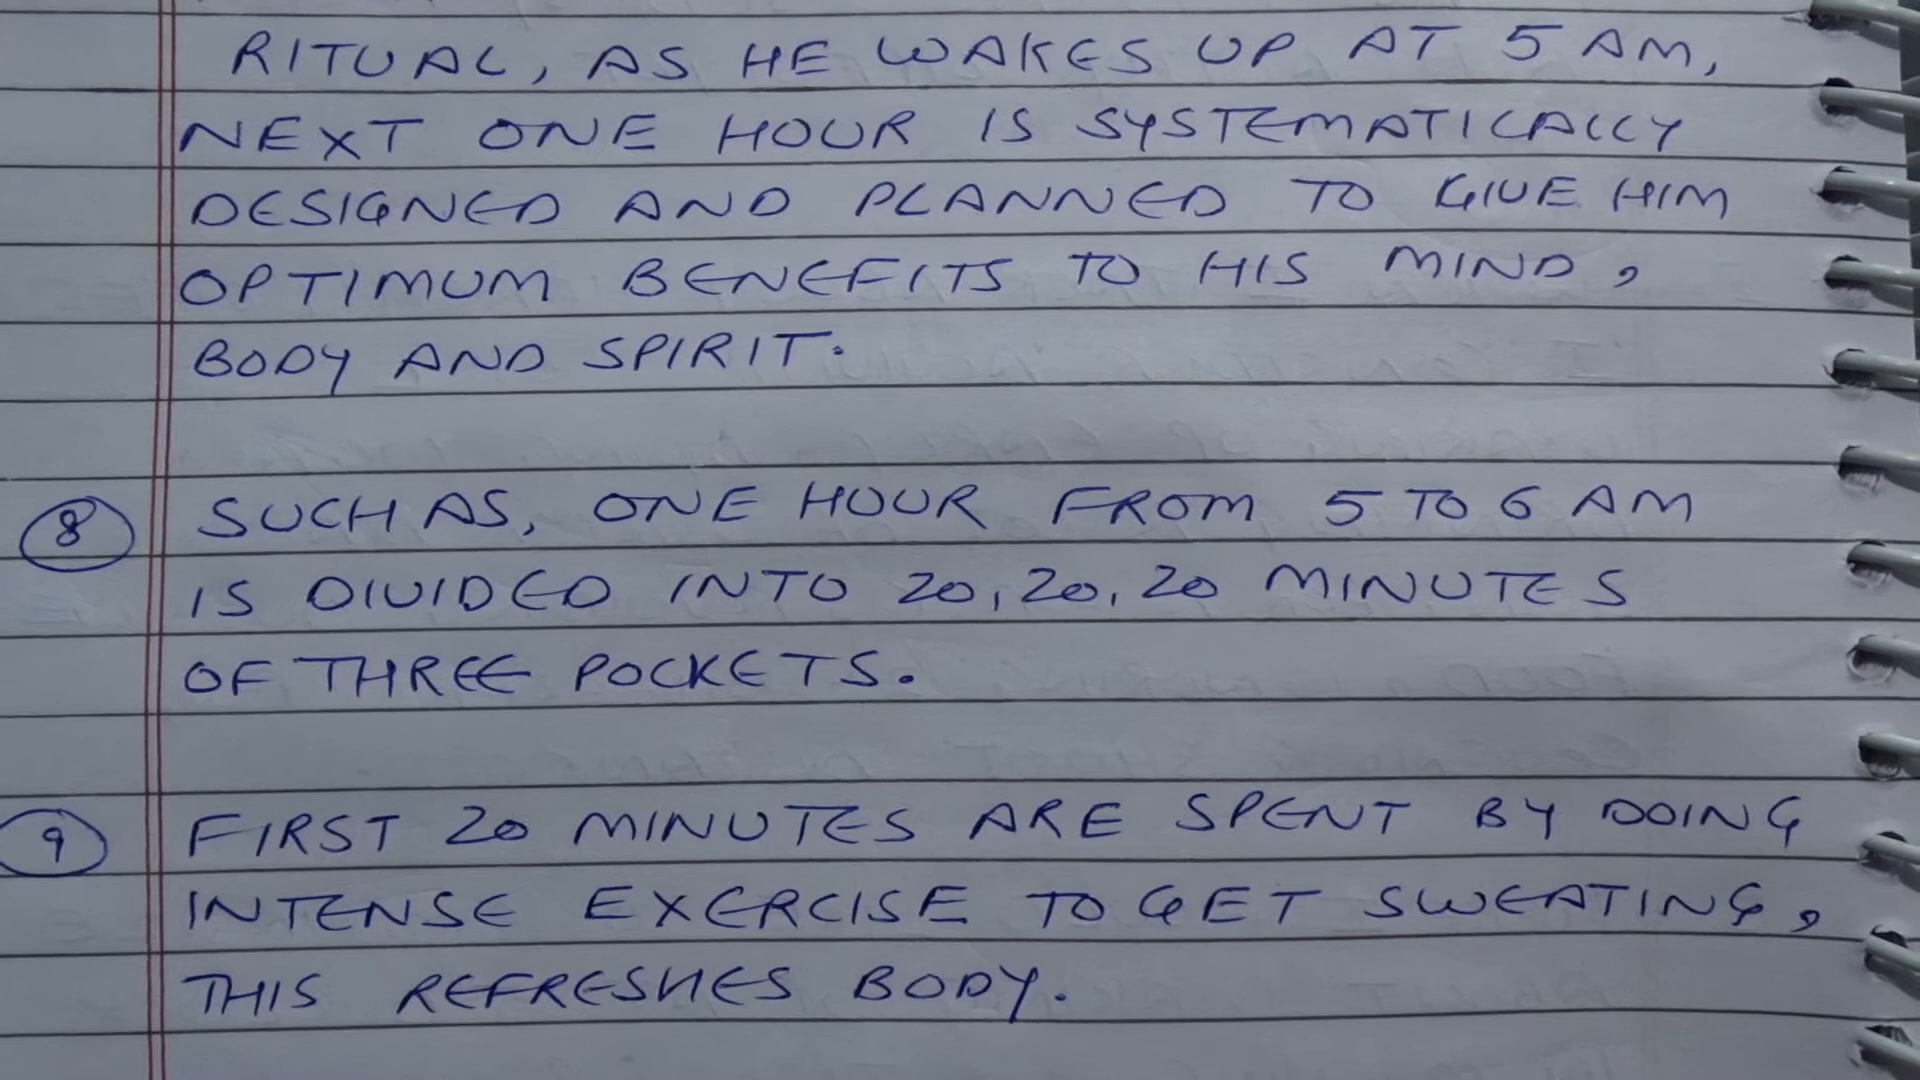 RITUAL, AS HE WAKES UP AT 5 AM,
NEXT ONE HOUR IS SYSTEMATICALLY
DESIGNED AND PLANNED TO GIVE HIM
OPTIMUM BENEFITS TO HIS MIND,
BODY AND SPIRIT.
8 SUCH AS, ONE HOUR FROM 5 TO 6 AM
IS DIVIDED INTO 20, 20, 20 MINUTES
OF THREE POCKETS.
9 FIRST 20 MINUTES ARE SPENT BY DOING
INTENSE EXERCISE TO GET SWEATING,
THIS REFRESHES BODY.